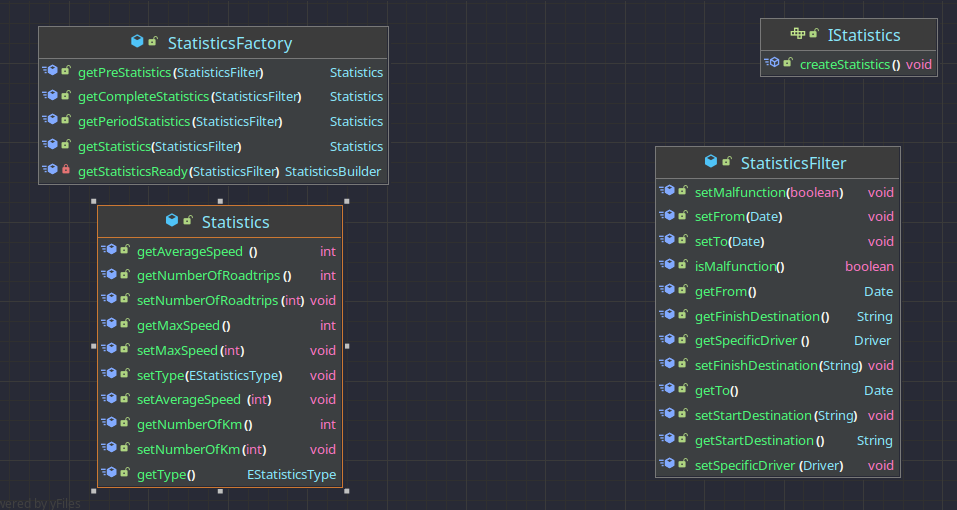 StatisticsFactory
getPreStatistics(StatisticsFilter) Statistics
getCompleteStatistics(StatisticsFilter) Statistics
getPeriodStatistics(StatisticsFilter) Statistics
getStatistics(StatisticsFilter) Statistics
getStatisticsReady(StatisticsFilter) StatisticsBuilder
IStatistics
createStatistics() void
Statistics
getAverageSpeed () int
getNumberOfRoadtrips() int
setNumberOfRoadtrips(int) void
getMaxSpeed() int
setMaxSpeed(int) void
setType(EStatisticsType) void
setAverageSpeed (int) void
getNumberOfKm() int
setNumberOfKm(int) void
getType() EStatisticsType
StatisticsFilter
setMalfunction(boolean) void
setFrom(Date) void
setTo(Date) void
isMalfunction() boolean
getFrom() Date
getFinishDestination() String
getSpecificDriver () Driver
setFinishDestination(String) void
getTo() Date
setStartDestination(String) void
getStartDestination() String
setSpecificDriver (Driver) void
wered by yFiles